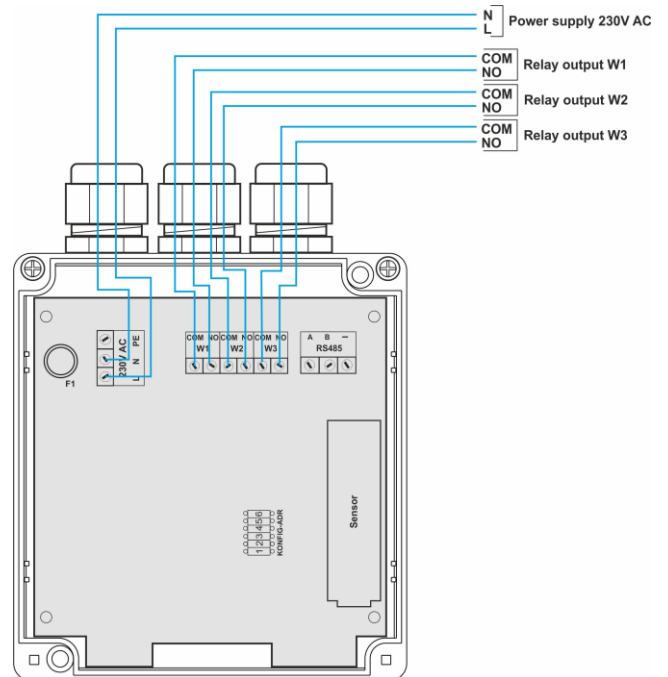 N
L
Power supply 230V AC
COM
NO
Relay output W1
COM
NO
Relay output W2
COM
NO
Relay output W3
230V AC
L N PE
F1
COM NO COM NO COM NO
W1 W2 W3
A B –
RS485
1 2 3 4 5 6
KONFIG-ADR
Sensor